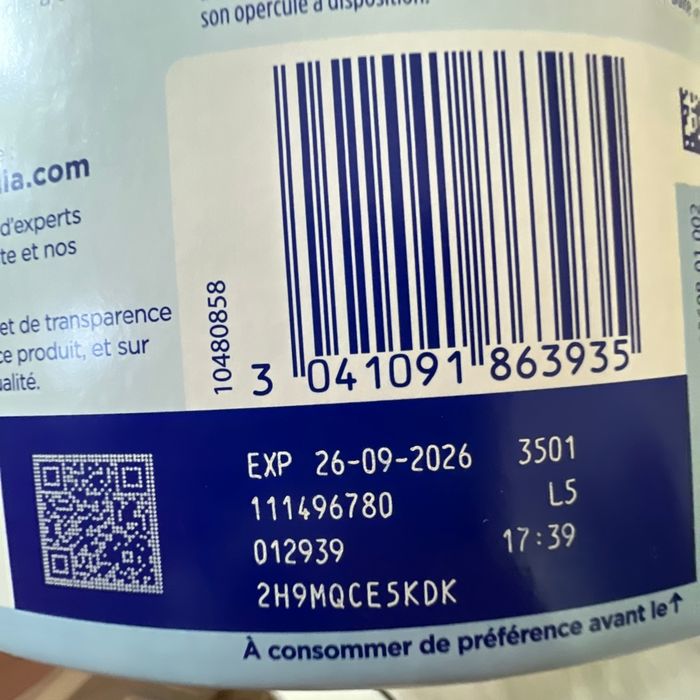 son opercule à disposition.
ia.com
d'experts
te et nos
et de transparence
ce produit, et sur
alité.
10480858
3 041091 863935
EXP 26-09-2026 3501
111496780 L5
012939 17:39
2H9MQCE5KDK
À consommer de préférence avant le↑